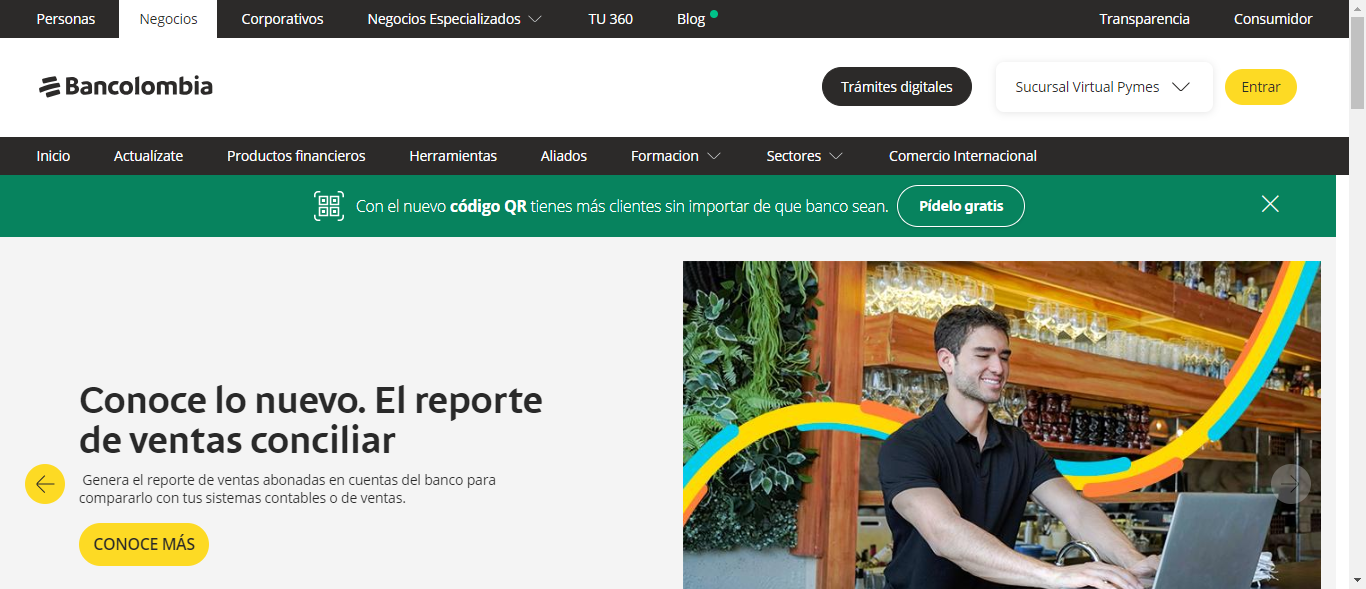 Personas Negocios Corporativos Negocios Especializados TU 360 Blog Transparencia Consumidor
Bancolombia Trámites digitales Sucursal Virtual Pymes Entrar
Inicio Actualízate Productos financieros Herramientas Aliados Formacion Sectores Comercio Internacional
Con el nuevo código QR tienes más clientes sin importar de que banco sean. Pídelo gratis
Conoce lo nuevo. El reporte
de ventas conciliar
Genera el reporte de ventas abonadas en cuentas del banco para
compararlo con tus sistemas contables o de ventas.
CONOCE MÁS